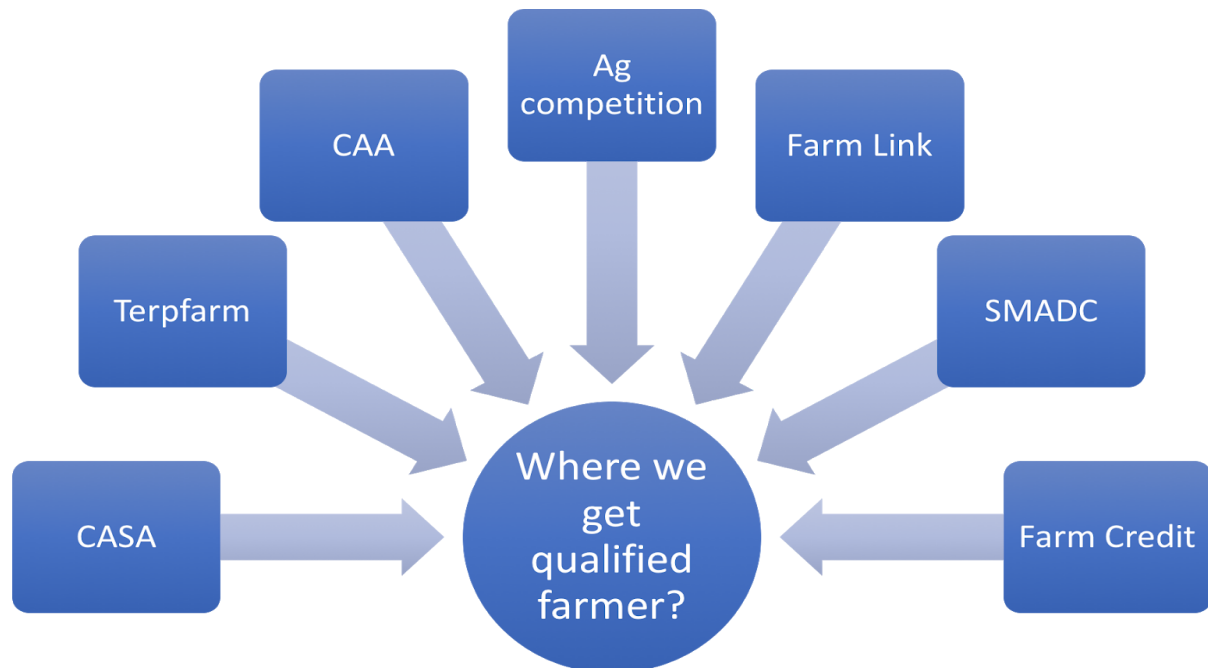 Ag
competition
CAA
Farm Link
Terpfarm
SMADC
CASA
Where we
get
qualified
farmer?
Farm Credit